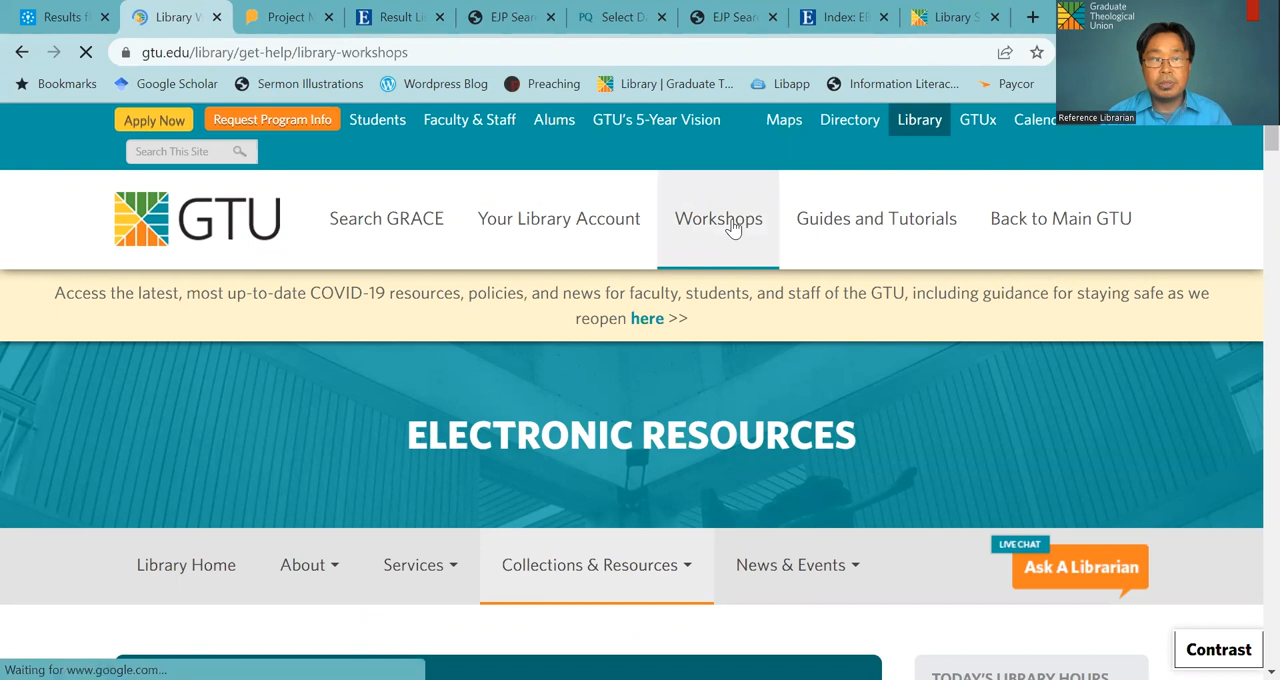 Results f
Library W
Project M
Result Li
EJP Sear
PQ Select D
EJP Sear
Index: E
Library S
gtu.edu/library/get-help/library-workshops
Bookmarks Google Scholar Sermon Illustrations Wordpress Blog Preaching Library | Graduate T... Libapp Information Literac... Paycor
Graduate
Theological
Union
Reference Librarian
Apply Now Request Program Info Students Faculty & Staff Alums GTU's 5-Year Vision Maps Directory Library GTUx Calend
Search This Site
GTU Search GRACE Your Library Account Workshops Guides and Tutorials Back to Main GTU
Access the latest, most up-to-date COVID-19 resources, policies, and news for faculty, students, and staff of the GTU, including guidance for staying safe as we
reopen here >>
ELECTRONIC RESOURCES
LIVE CHAT
Library Home About Services Collections & Resources News & Events Ask A Librarian
Contrast
Waiting for www.google.com...
TODAY'S LIBRARY HOURS